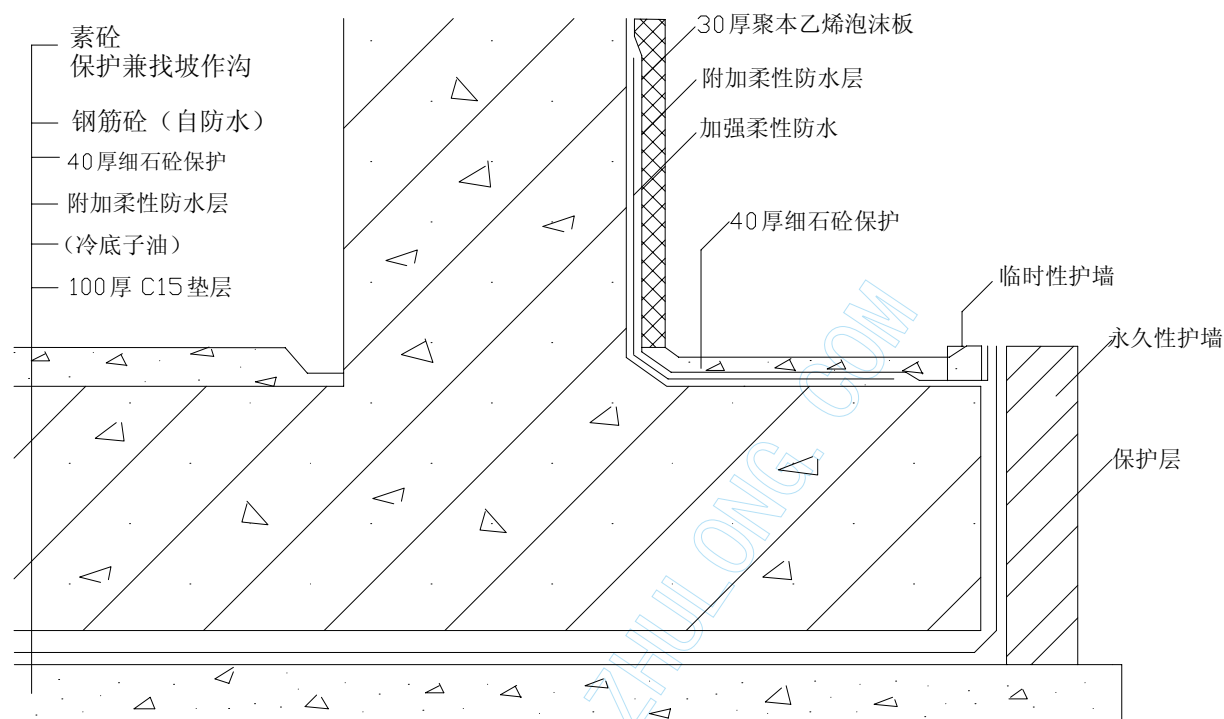 素砼
保护兼找坡作沟
钢筋砼（自防水）
40厚细石砼保护
附加柔性防水层
(冷底子油)
100厚 C15垫层
30厚聚本乙烯泡沫板
附加柔性防水层
加强柔性防水
40厚细石砼保护
临时性护墙
永久性护墙
保护层
ZHULONG.COM